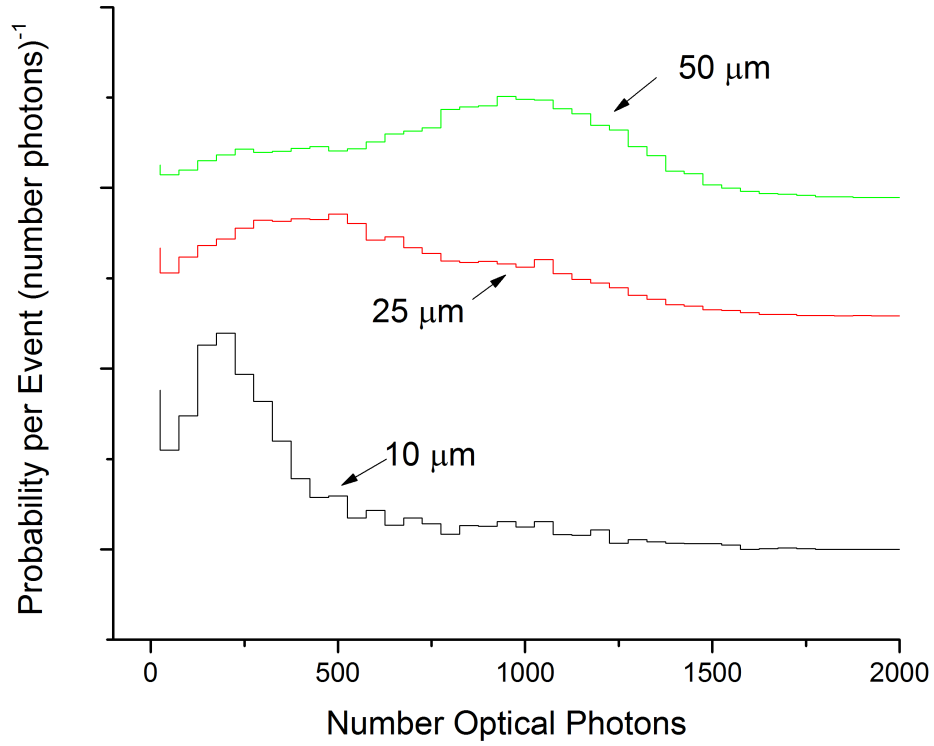 Probability per Event (number photons)⁻¹
50 μm
25 μm
10 μm
0 500 1000 1500 2000
Number Optical Photons